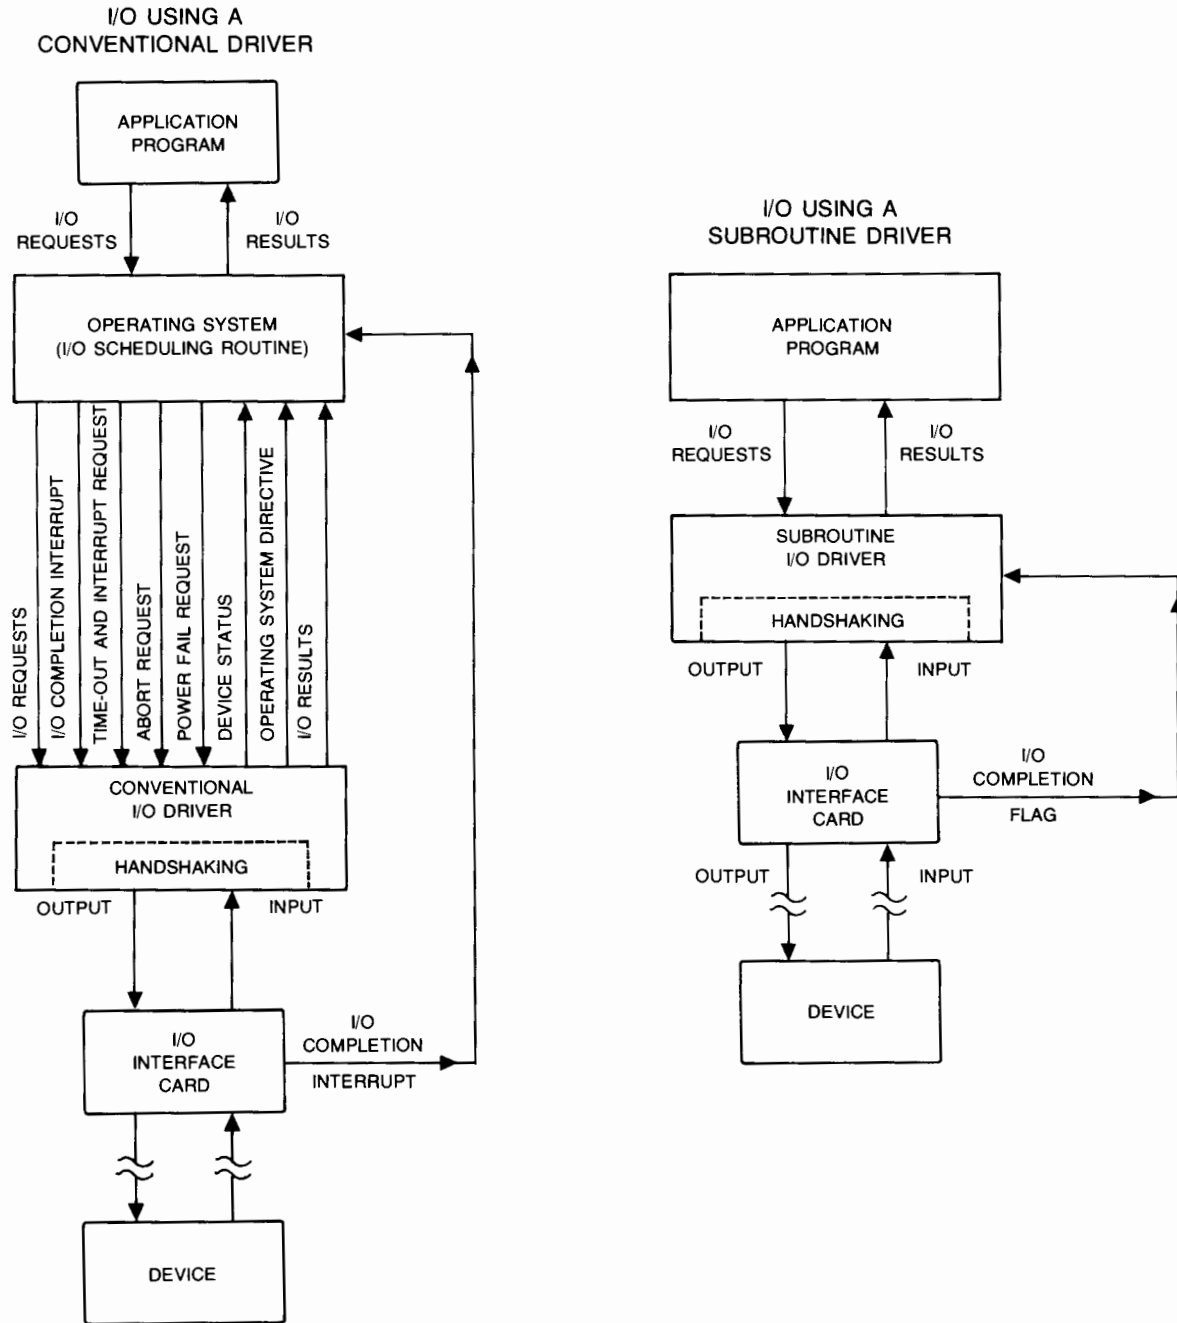 I/O USING A
CONVENTIONAL DRIVER
APPLICATION
PROGRAM
I/O
REQUESTS
I/O
RESULTS
OPERATING SYSTEM
(I/O SCHEDULING ROUTINE)
I/O REQUESTS
I/O COMPLETION INTERRUPT
TIME-OUT AND INTERRUPT REQUEST
ABORT REQUEST
POWER FAIL REQUEST
DEVICE STATUS
OPERATING SYSTEM DIRECTIVE
I/O RESULTS
CONVENTIONAL
I/O DRIVER
HANDSHAKING
OUTPUT
INPUT
I/O
INTERFACE
CARD
I/O
COMPLETION
INTERRUPT
DEVICE
I/O USING A
SUBROUTINE DRIVER
APPLICATION
PROGRAM
I/O
REQUESTS
I/O
RESULTS
SUBROUTINE
I/O DRIVER
HANDSHAKING
OUTPUT
INPUT
I/O
INTERFACE
CARD
I/O
COMPLETION
FLAG
OUTPUT
INPUT
DEVICE